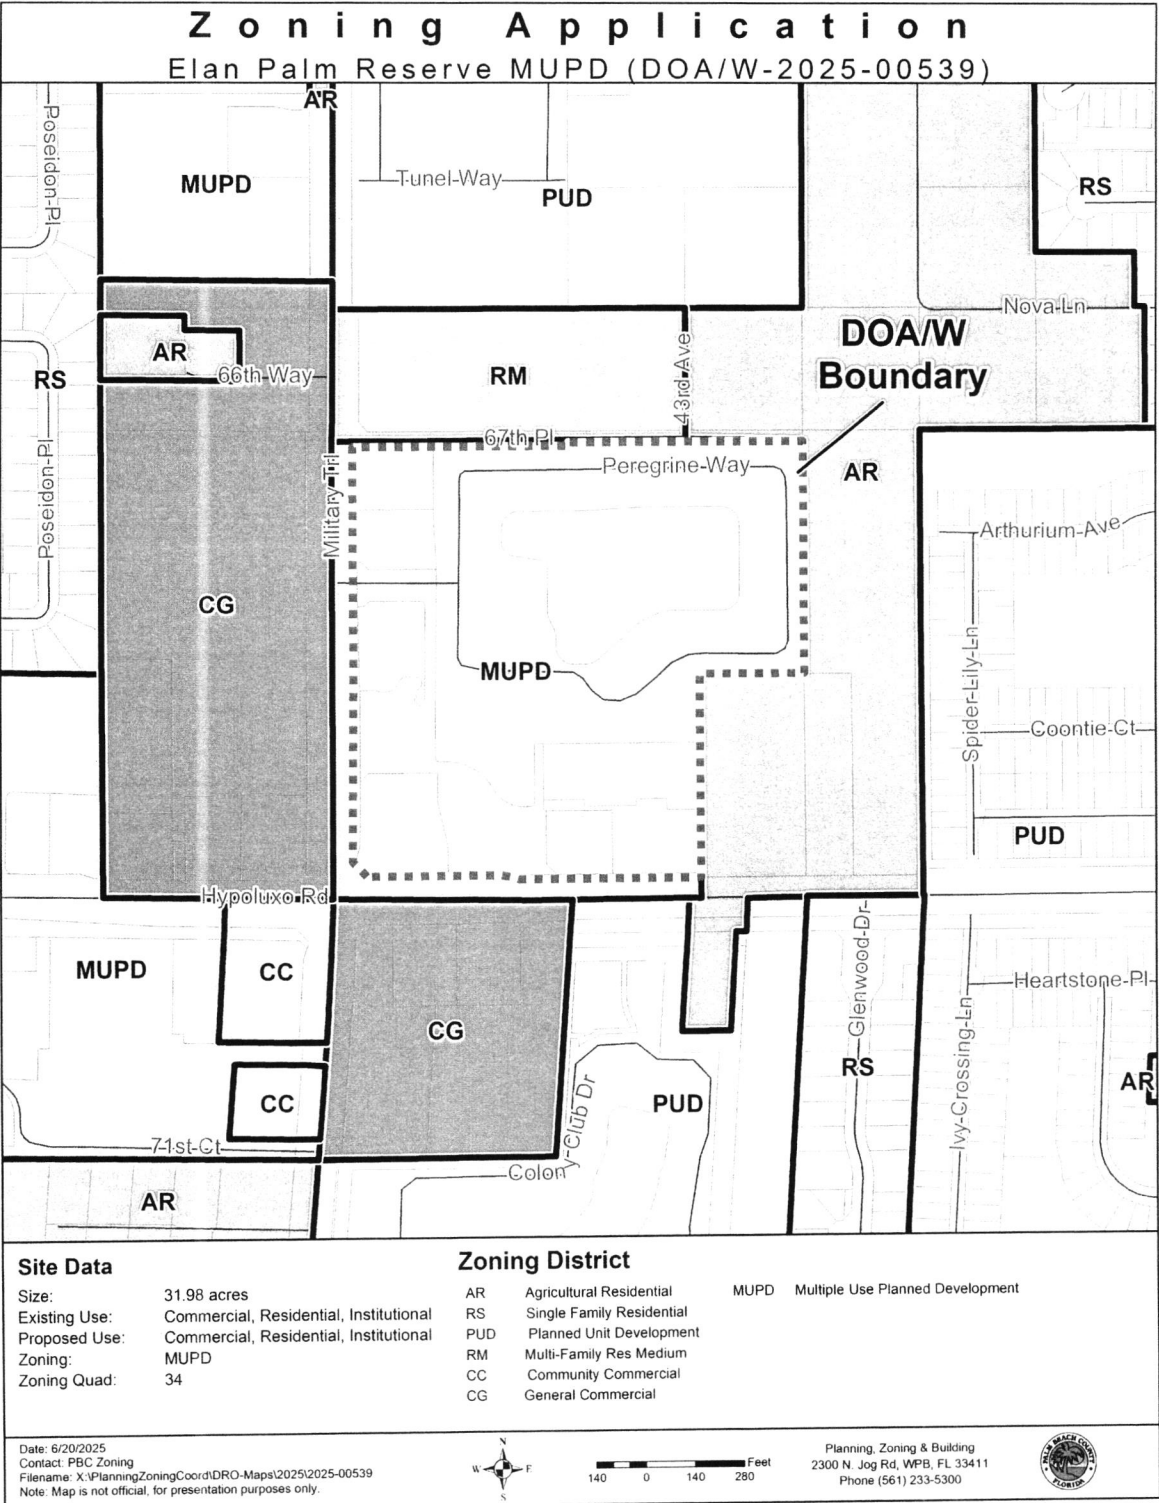 Zoning Application
Elan Palm Reserve MUPD (DOA/W-2025-00539)
AR
Poseidon-Pl
MUPD
Tunel-Way
PUD
RS
Nova-Ln
DOA/W
Boundary
AR
RS
66th Way
RM
43rd-Ave
67th Pl
Peregrine-Way
AR
Military Trl
Poseidon-Pl
Arthurium-Ave
CG
MUPD
Spider-Lily-Ln
Coontie-Ct
PUD
Hypoluxo-Rd
MUPD
CC
Glenwood-Dr
Heartstone-Pl
CG
Ivy-Crossing-Ln
RS
AR
CC
PUD
71st-Ct
Colony-Club Dr
AR
Site Data
Size: 31.98 acres
Existing Use: Commercial, Residential, Institutional
Proposed Use: Commercial, Residential, Institutional
Zoning: MUPD
Zoning Quad: 34
Zoning District
AR Agricultural Residential
RS Single Family Residential
PUD Planned Unit Development
RM Multi-Family Res Medium
CC Community Commercial
CG General Commercial
MUPD Multiple Use Planned Development
Date: 6/20/2025
Contact: PBC Zoning
Filename: X:\PlanningZoningCoord\DRO-Maps\2025\2025-00539
Note: Map is not official, for presentation purposes only.
N
W E
S
Feet
140 0 140 280
Planning, Zoning & Building
2300 N. Jog Rd, WPB, FL 33411
Phone (561) 233-5300
PALM BEACH COUNTY
FLORIDA